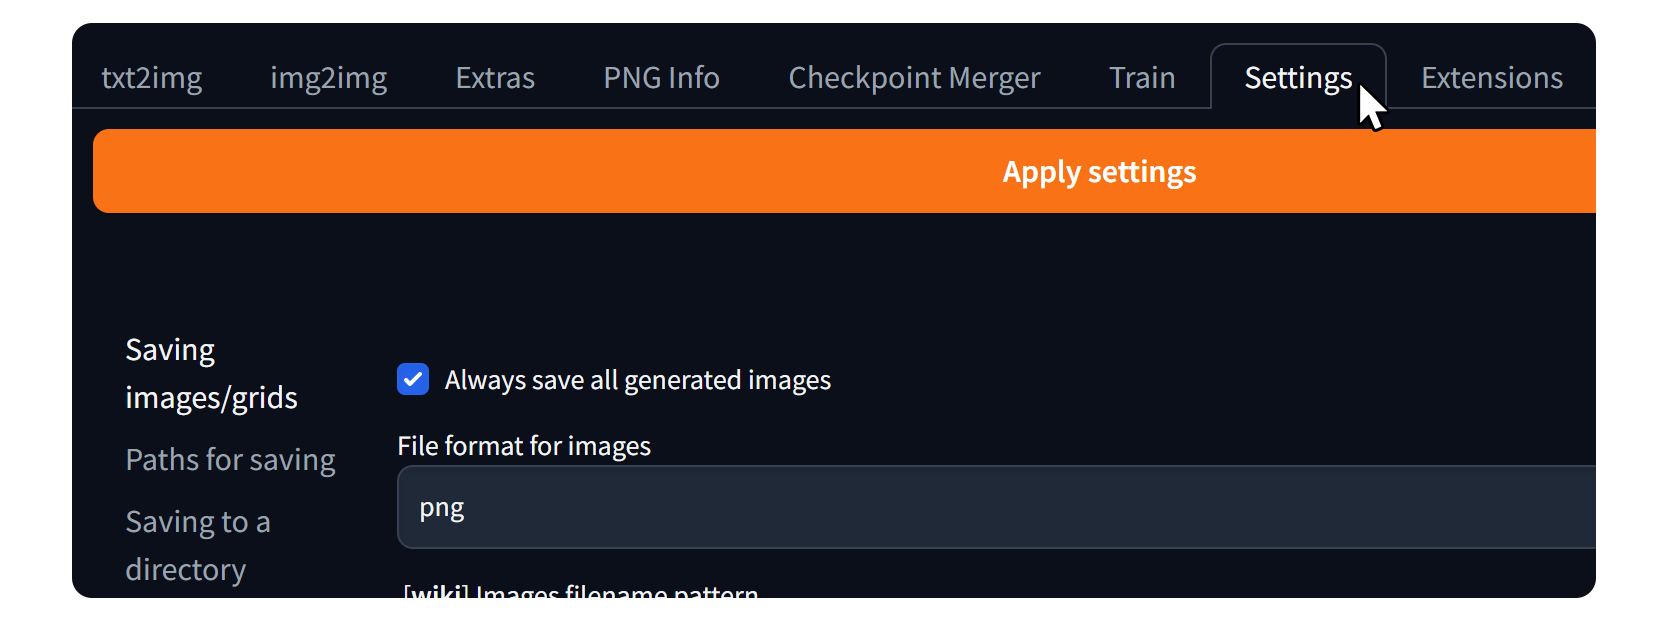 txt2img img2img Extras PNG Info Checkpoint Merger Train Settings Extensions
Apply settings
Saving
images/grids
Paths for saving
Saving to a
directory
Always save all generated images
File format for images
png
[wiki] Images filename pattern